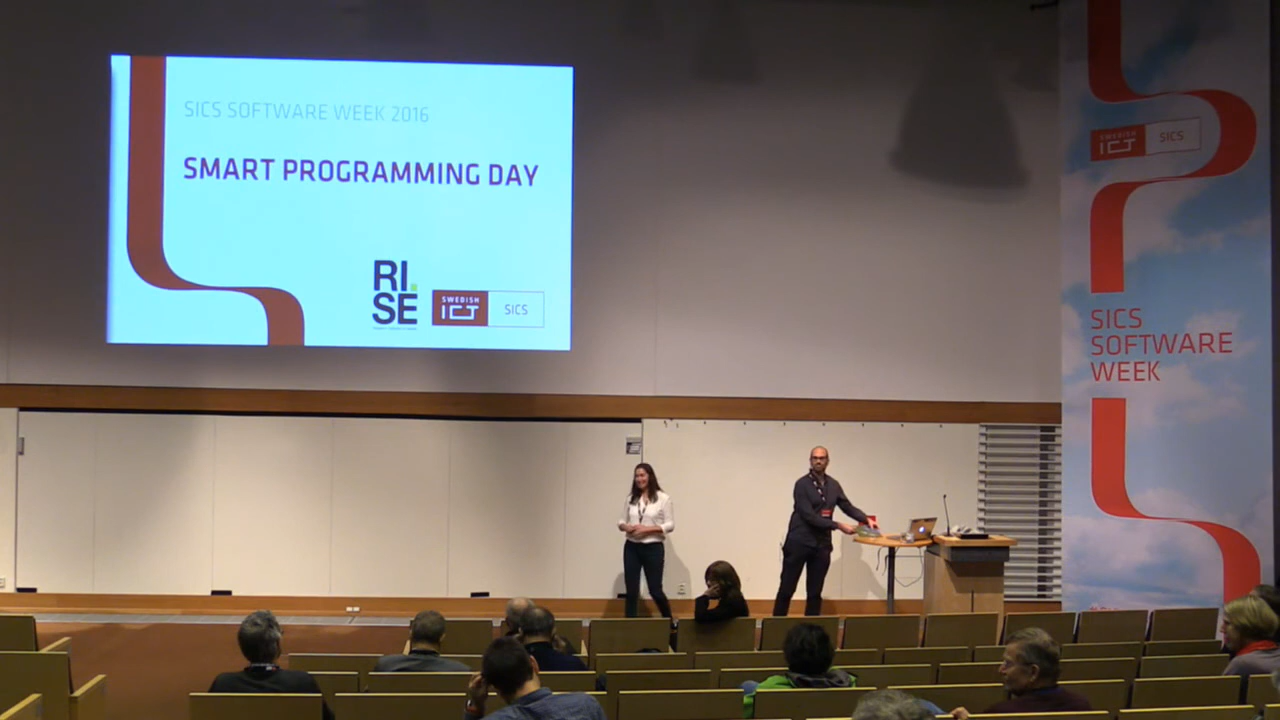 SICS SOFTWARE WEEK 2016
SMART PROGRAMMING DAY
RI.
SE
SWEDISH
ICT
SICS
SWEDISH
ICT
SICS
SICS
SOFTWARE
WEEK